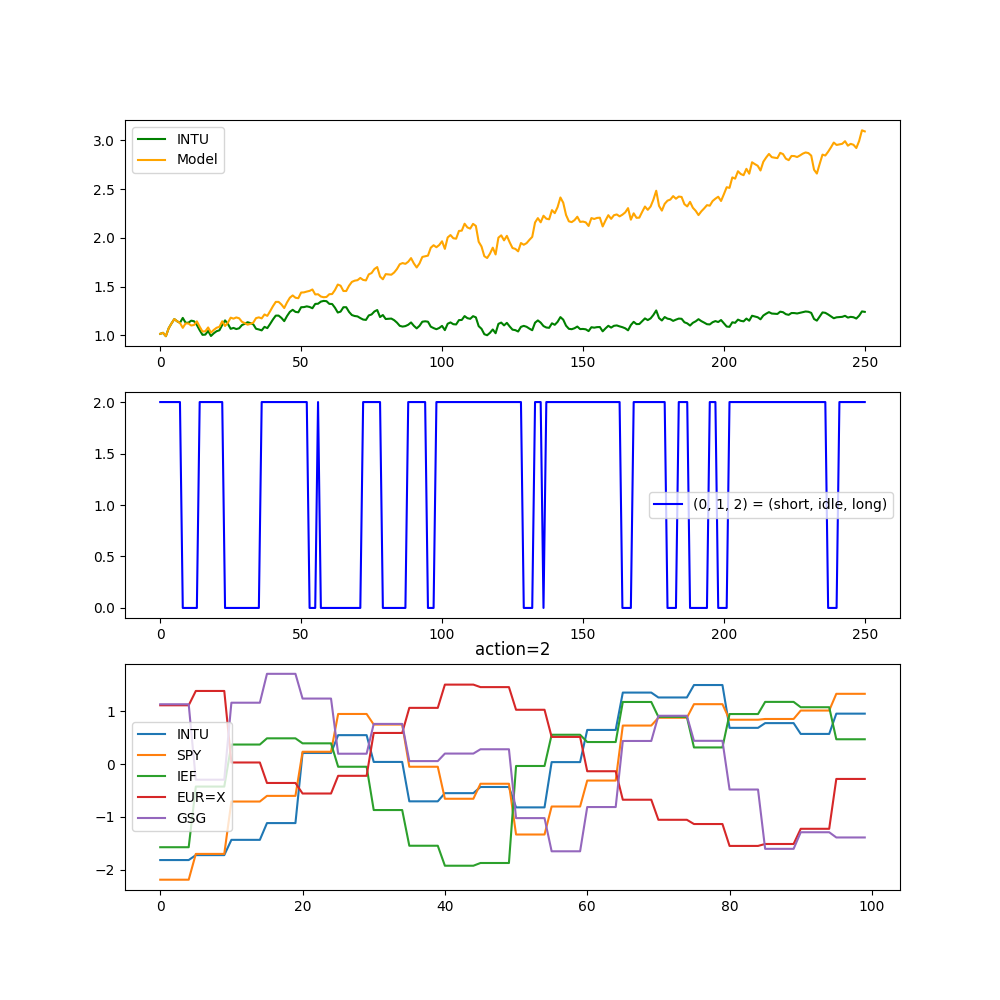 3.0
2.5
2.0
1.5
1.0
INTU
Model
0 50 100 150 200 250
2.0
1.5
1.0
0.5
0.0
(0, 1, 2) = (short, idle, long)
0 50 100 150 200 250
action=2
1
0
−1
−2
INTU
SPY
IEF
EUR=X
GSG
0 20 40 60 80 100